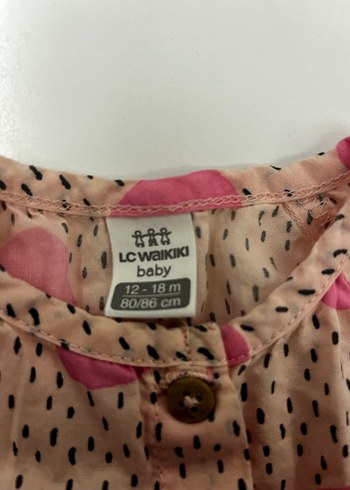 LC WAIKIKI
baby
12 - 18 m
80/86 cm